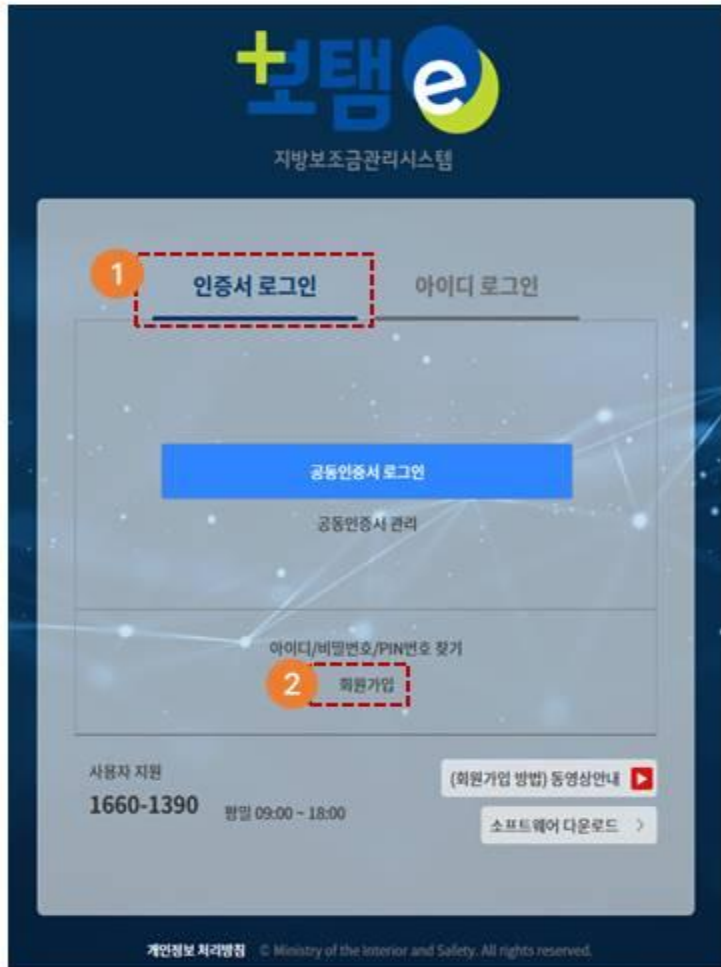 보탬e
지방보조금관리시스템
1
인증서 로그인
아이디 로그인
공동인증서 로그인
공동인증서 관리
아이디/비밀번호/PIN번호 찾기
2
회원가입
사용자 지원
1660-1390
평일 09:00 ~ 18:00
(회원가입 방법) 동영상안내
소프트웨어 다운로드
개인정보 처리방침 © Ministry of the Interior and Safety. All rights reserved.